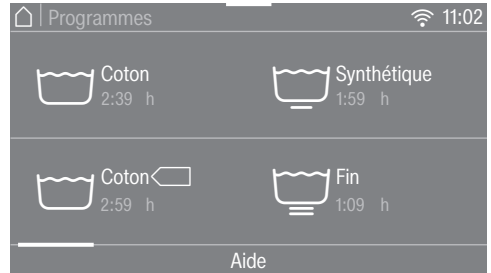 Programmes 11:02
Coton
2:39 h
Synthétique
1:59 h
Coton
2:59 h
Fin
1:09 h
Aide